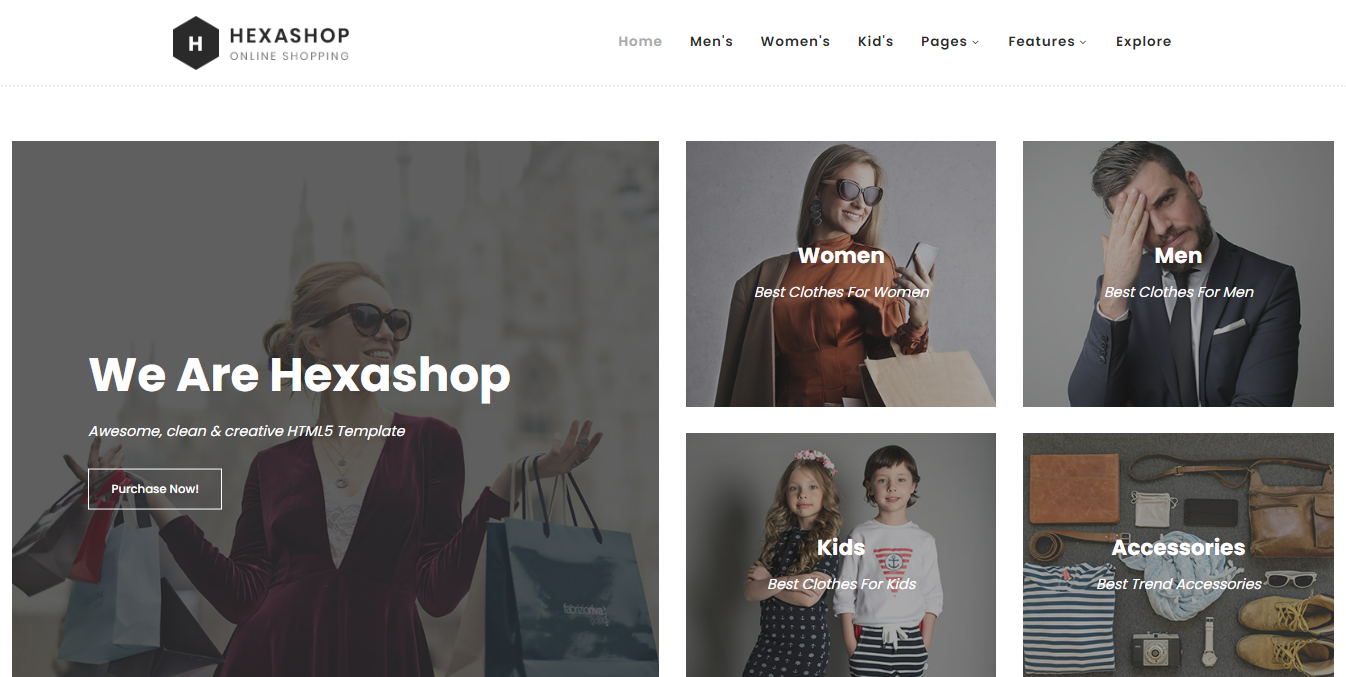 H
HEXASHOP
ONLINE SHOPPING
Home Men's Women's Kid's Pages Features Explore
We Are Hexashop
Awesome, clean & creative HTML5 Template
Purchase Now!
Women
Best Clothes For Women
Men
Best Clothes For Men
Kids
Best Clothes For Kids
Accessories
Best Trend Accessories